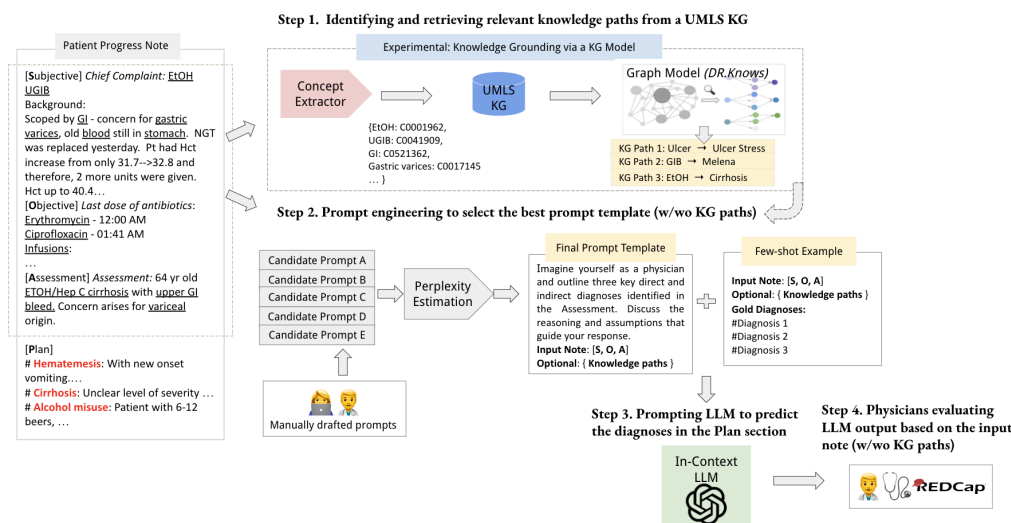 Step 1. Identifying and retrieving relevant knowledge paths from a UMLS KG
Patient Progress Note
[Subjective] Chief Complaint: EtOH
UGIB
Background:
Scoped by GI - concern for gastric
varices, old blood still in stomach. NGT
was replaced yesterday. Pt had Hct
increase from only 31.7-->32.8 and
therefore, 2 more units were given.
Hct up to 40.4…
[Objective] Last dose of antibiotics:
Erythromycin - 12:00 AM
Ciprofloxacin - 01:41 AM
Infusions:
…
[Assessment] Assessment: 64 yr old
ETOH/Hep C cirrhosis with upper GI
bleed. Concern arises for variceal
origin.
[Plan]
# Hematemesis: With new onset
vomiting….
# Cirrhosis: Unclear level of severity …
# Alcohol misuse: Patient with 6-12
beers, …
Experimental: Knowledge Grounding via a KG Model
Concept
Extractor
{EtOH: C0001962,
UGIB: C0041909,
GI: C0521362,
Gastric varices: C0017145
… }
UMLS
KG
Graph Model (DR.Knows)
KG Path 1: Ulcer → Ulcer Stress
KG Path 2: GIB → Melena
KG Path 3: EtOH → Cirrhosis
Step 2. Prompt engineering to select the best prompt template (w/wo KG paths)
Candidate Prompt A
Candidate Prompt B
Candidate Prompt C
Candidate Prompt D
Candidate Prompt E
Manually drafted prompts
Perplexity
Estimation
Final Prompt Template
Imagine yourself as a physician
and outline three key direct and
indirect diagnoses identified in
the Assessment. Discuss the
reasoning and assumptions that
guide your response.
Input Note: [S, O, A]
Optional: { Knowledge paths }
Few-shot Example
Input Note: [S, O, A]
Optional: { Knowledge paths }
Gold Diagnoses:
#Diagnosis 1
#Diagnosis 2
#Diagnosis 3
Step 3. Prompting LLM to predict
the diagnoses in the Plan section
In-Context
LLM
Step 4. Physicians evaluating
LLM output based on the input
note (w/wo KG paths)
REDCap